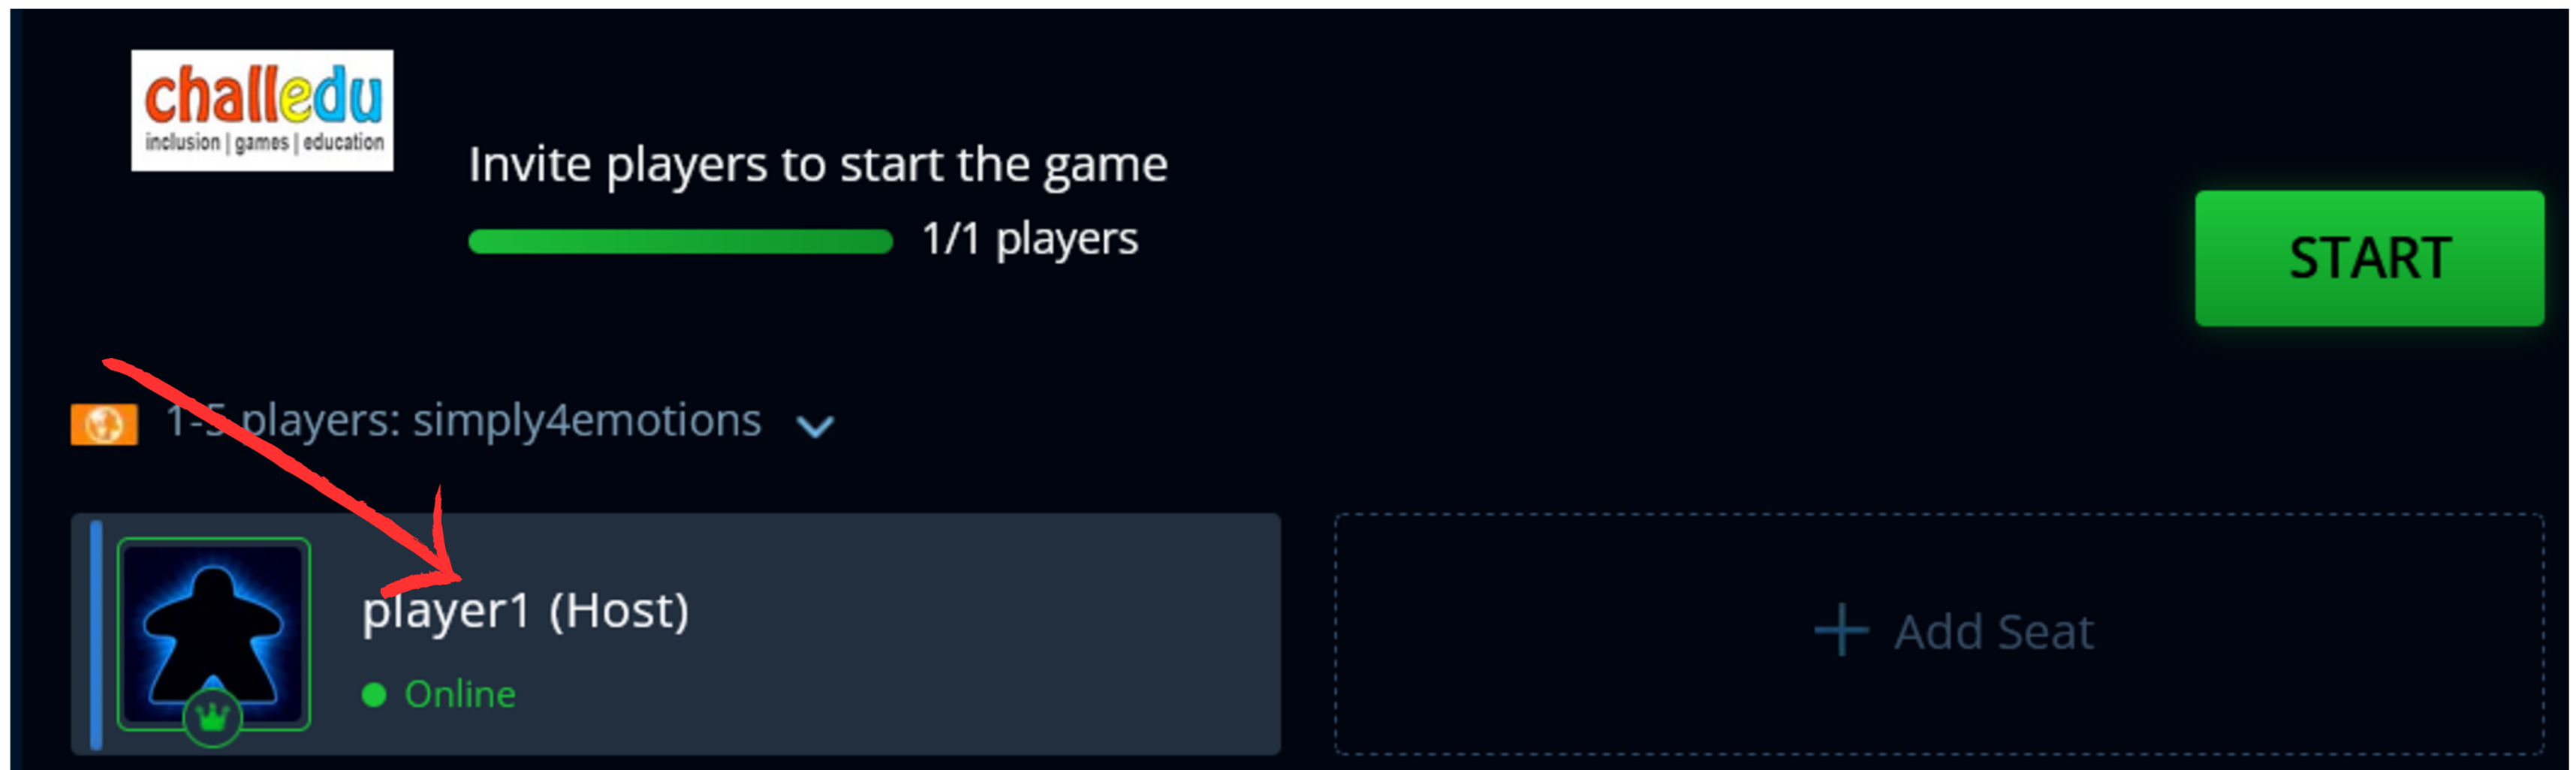 challedu
inclusion | games | education
Invite players to start the game
1/1 players
START
1-5 players: simply4emotions
player1 (Host)
Online
Add Seat